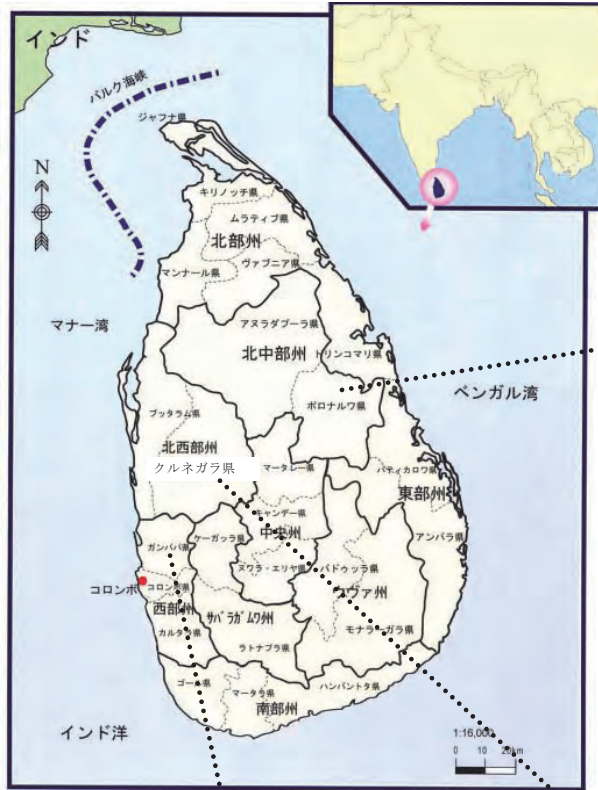 インド
パルク海峡
ジャフナ県
N
キリノッチ県
ムラティブ県
北部州
マンナール県
ヴァブニア県
マナー湾
アヌラダプーラ県
北中部州
トリンコマリ県
ベンガル湾
ポロナルワ県
プッタラム県
北西部州
クルネガラ県
マータレー県
バティカロワ県
東部州
キャンデー県
ガンパハ県
ケーガッラ県
中央州
アンパラ県
ヌワラ・エリヤ県
バドゥッラ県
コロンボ
コロンボ県
ウヴァ州
西部州
サバラガムワ州
カルタラ県
モナラーガラ県
ラトナプラ県
ゴール県
マータラ県
ハンバントタ県
南部州
インド洋
1:16,000
0 10 20km